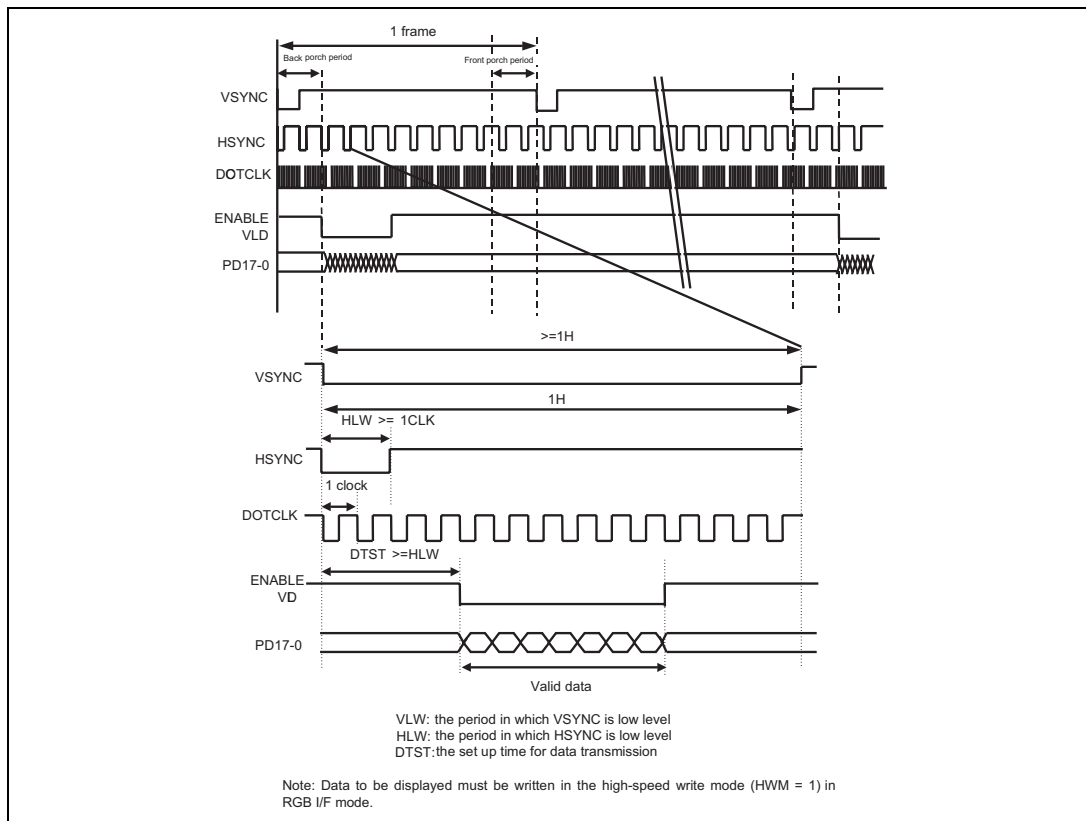 1 frame
Back porch period
Front porch period
VSYNC
HSYNC
DOTCLK
ENABLE
VLD
PD17-0
>=1H
VSYNC
1H
HLW >= 1CLK
HSYNC
1 clock
DOTCLK
DTST >=HLW
ENABLE
VD
PD17-0
Valid data
VLW: the period in which VSYNC is low level
HLW: the period in which HSYNC is low level
DTST: the set up time for data transmission
Note: Data to be displayed must be written in the high-speed write mode (HWM = 1) in
RGB I/F mode.